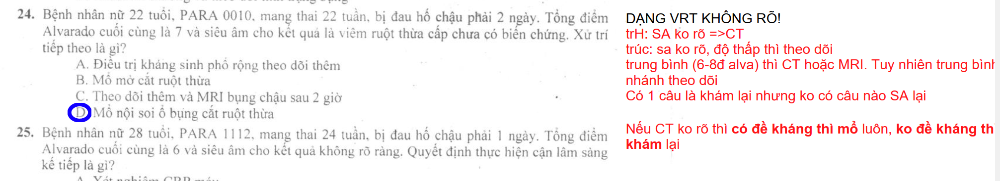 24. Bệnh nhân nữ 22 tuổi, PARA 0010, mang thai 22 tuần, bị đau hố chậu phải 2 ngày. Tổng điểm
Alvarado cuối cùng là 7 và siêu âm cho kết quả là viêm ruột thừa cấp chưa có biến chứng. Xử trí
tiếp theo là gì?
A. Điều trị kháng sinh phổ rộng theo dõi thêm
B. Mổ mở cắt ruột thừa
C. Theo dõi thêm và MRI bụng chậu sau 2 giờ
D. Mổ nội soi ổ bụng cắt ruột thừa
25. Bệnh nhân nữ 28 tuổi, PARA 1112, mang thai 24 tuần, bị đau hố chậu phải 1 ngày. Tổng điểm
Alvarado cuối cùng là 6 và siêu âm cho kết quả không rõ ràng. Quyết định thực hiện cận lâm sàng
kế tiếp là gì?
A. Xét nghiệm CRP máu
DẠNG VRT KHÔNG RÕ!
trH: SA ko rõ =>CT
trúc: sa ko rõ, độ thấp thì theo dõi
trung bình (6-8đ alva) thì CT hoặc MRI. Tuy nhiên trung bình
nhánh theo dõi
Có 1 câu là khám lại nhưng ko có câu nào SA lại
Nếu CT ko rõ thì có đề kháng thì mổ luôn, ko đề kháng thì
khám lại